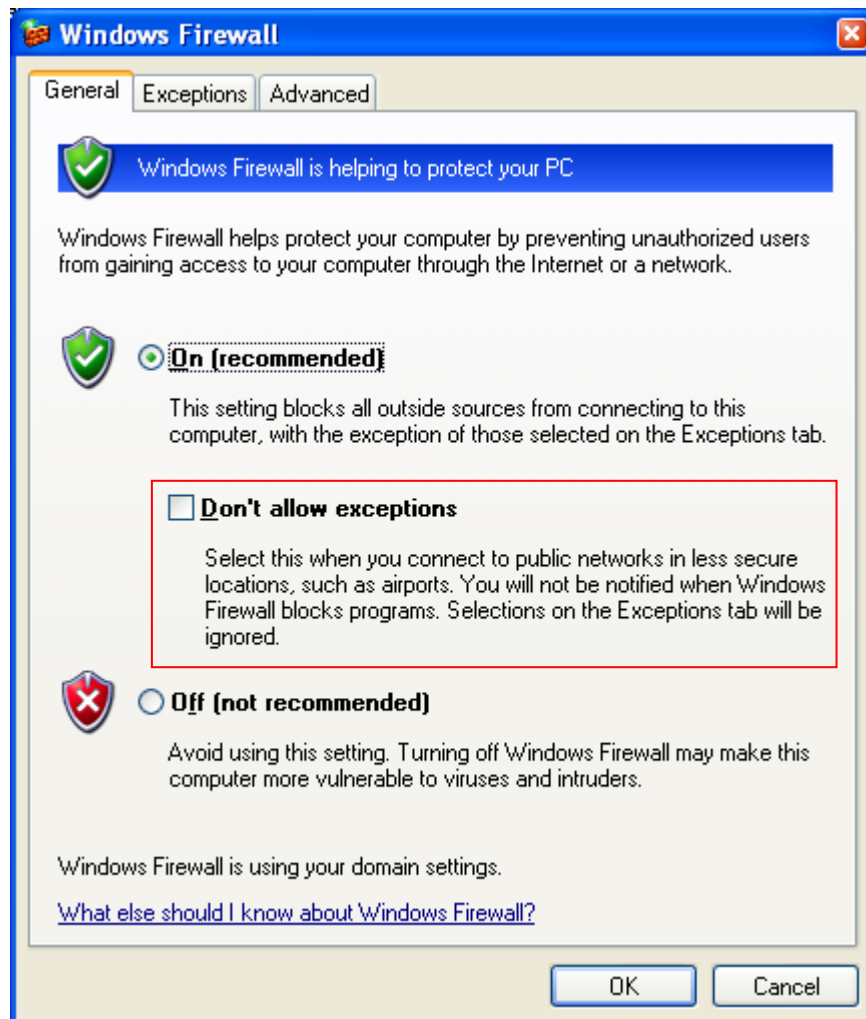 Windows Firewall
General
Exceptions
Advanced
Windows Firewall is helping to protect your PC
Windows Firewall helps protect your computer by preventing unauthorized users
from gaining access to your computer through the Internet or a network.
On (recommended)
This setting blocks all outside sources from connecting to this
computer, with the exception of those selected on the Exceptions tab.
Don't allow exceptions
Select this when you connect to public networks in less secure
locations, such as airports. You will not be notified when Windows
Firewall blocks programs. Selections on the Exceptions tab will be
ignored.
Off (not recommended)
Avoid using this setting. Turning off Windows Firewall may make this
computer more vulnerable to viruses and intruders.
Windows Firewall is using your domain settings.
What else should I know about Windows Firewall?
OK
Cancel